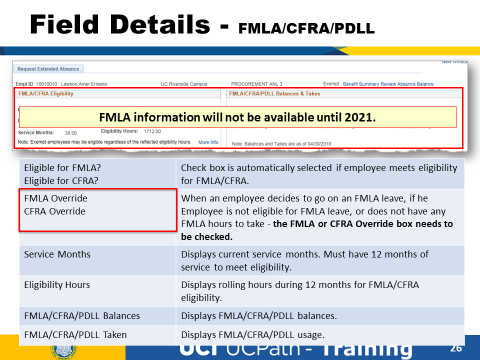 Field Details - FMLA/CFRA/PDLL
Request Extended Absence
Empl ID 10010010 Lawson,Amer Ernesto UC Riverside Campus PROCUREMENT ANL 3 Exempt Benefit Summary Review Absence Balance
FMLA/CFRA Eligibility FMLA/CFRA/PDLL Balances & Takes
FMLA information will not be available until 2021.
Service Months: 30.00 Eligibility Hours: 1712.00
Note: Exempt employees may be eligible regardless of the reflected eligibility hours. More Info Note: Balances and Takes are as of 04/30/2018
Eligible for FMLA? Check box is automatically selected if employee meets eligibility
Eligible for CFRA? for FMLA/CFRA.
FMLA Override When an employee decides to go on an FMLA leave, if he
CFRA Override Employee is not eligible for FMLA leave, or does not have any
FMLA hours to take - the FMLA or CFRA Override box needs to
be checked.
Service Months Displays current service months. Must have 12 months of
service to meet eligibility.
Eligibility Hours Displays rolling hours during 12 months for FMLA/CFRA
eligibility.
FMLA/CFRA/PDLL Balances Displays FMLA/CFRA/PDLL balances.
FMLA/CFRA/PDLL Taken Displays FMLA/CFRA/PDLL usage.
UCI UCPath - Training 26